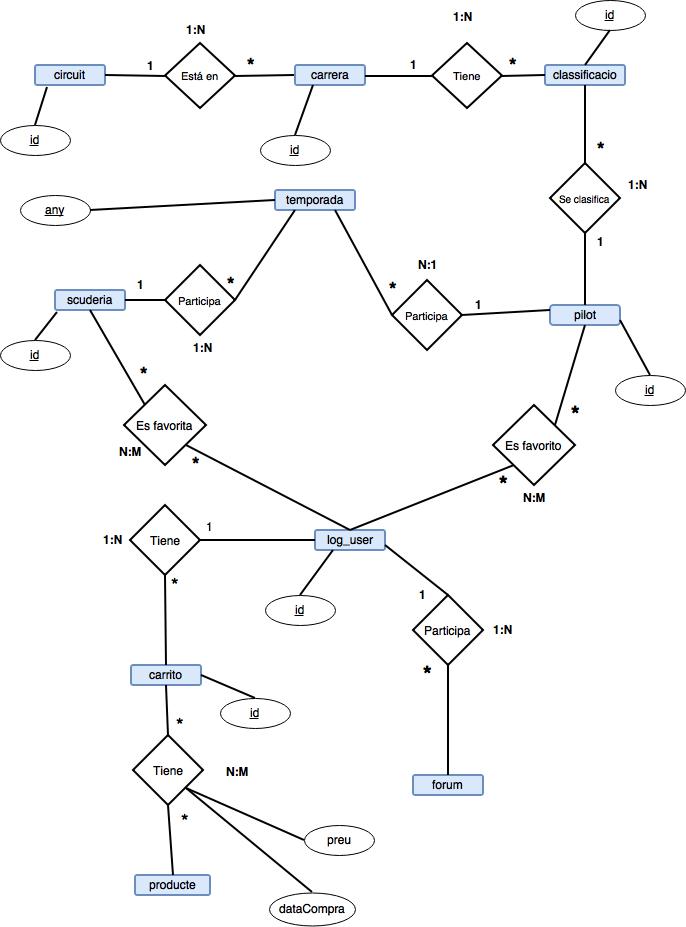 id
1:N
1:N
circuit
1
Está en
*
carrera
1
Tiene
*
classificacio
id
id
*
Se clasifica
1:N
1
any
temporada
N:1
scuderia
1
Participa
*
1:N
*
Participa
1
pilot
id
id
*
Es favorita
N:M
*
*
Es favorito
*
N:M
1:N
Tiene
1
log_user
*
id
1
Participa
1:N
*
carrito
id
*
Tiene
N:M
*
forum
preu
producte
dataCompra